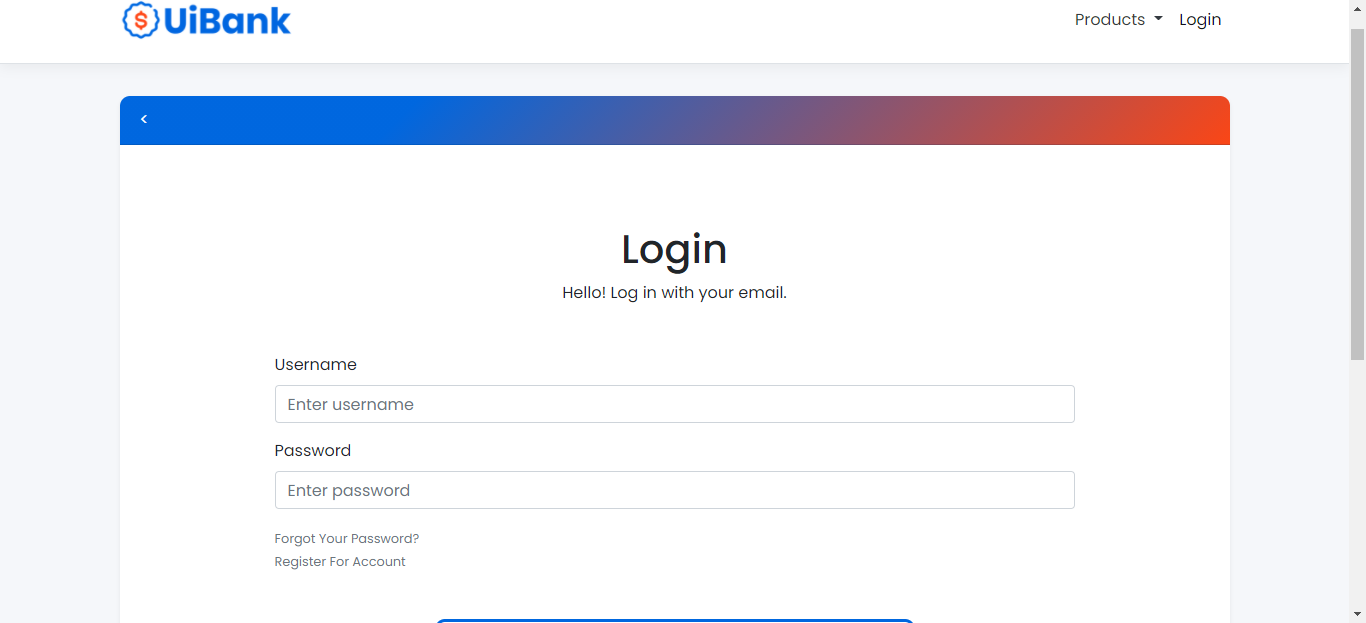 $ UiBank
Products Login
<
Login
Hello! Log in with your email.
Username
Enter username
Password
Enter password
Forgot Your Password?
Register For Account